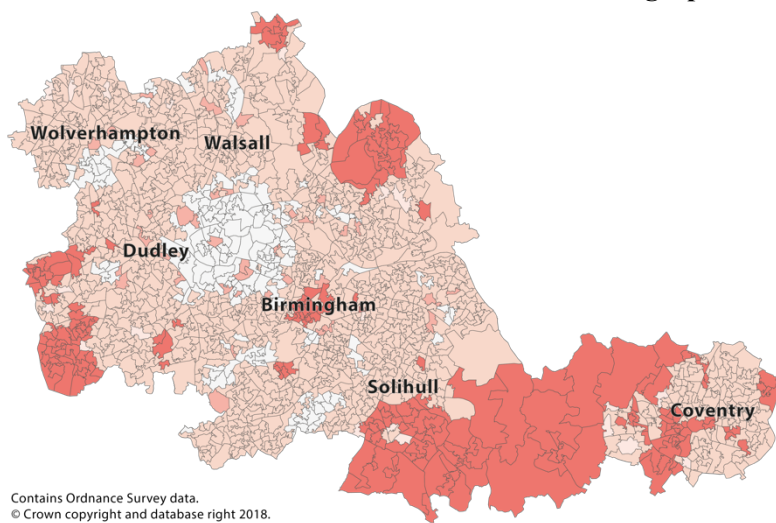 Wolverhampton
Walsall
Dudley
Birmingham
Solihull
Coventry
Contains Ordnance Survey data.
© Crown copyright and database right 2018.